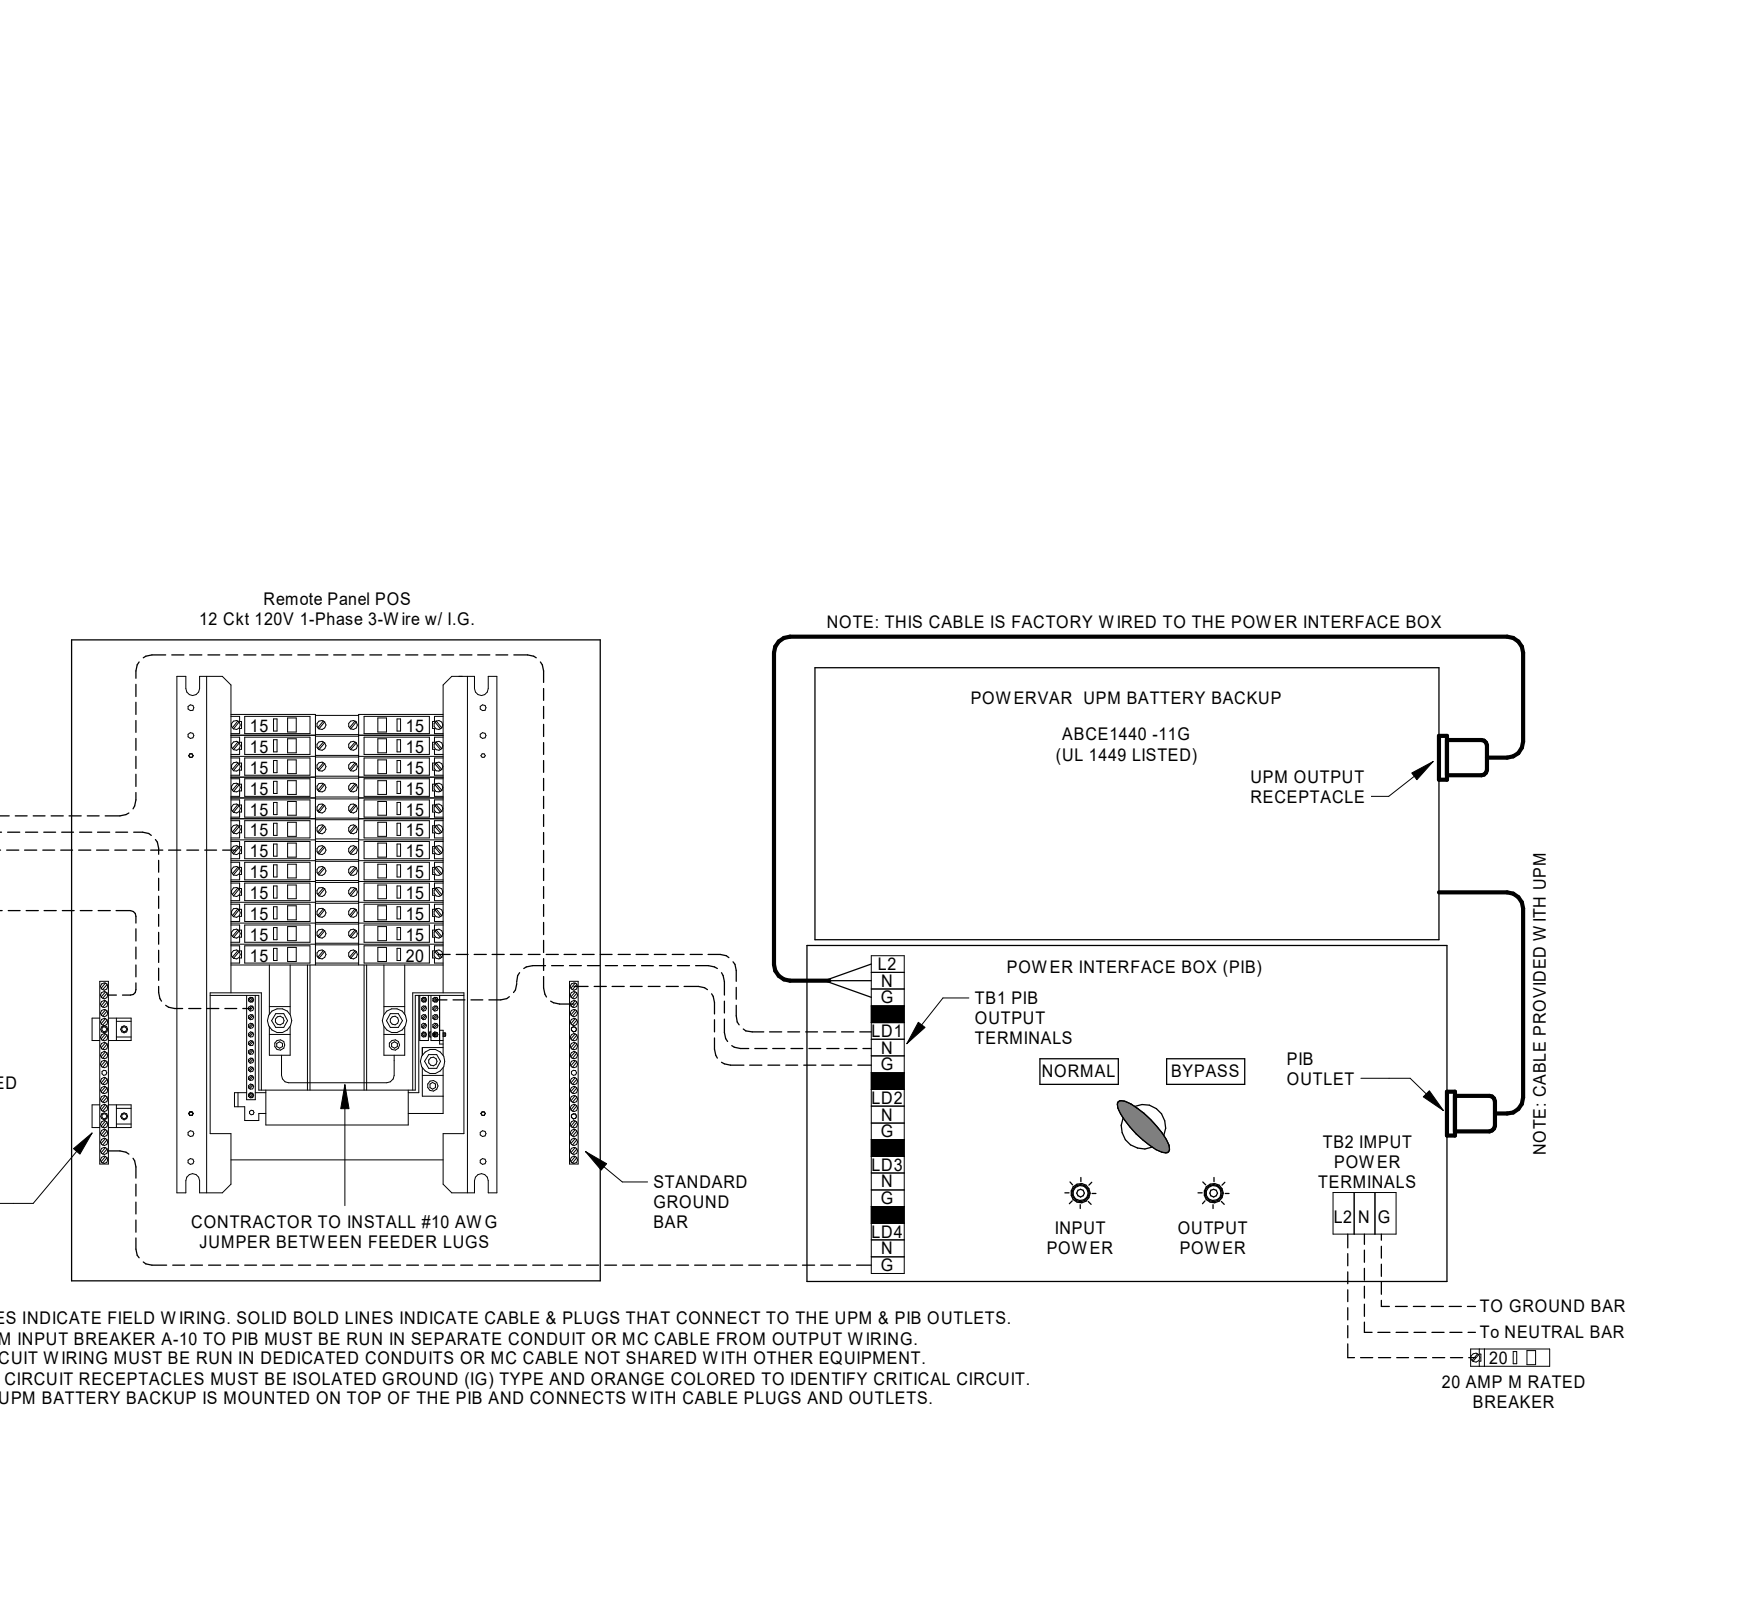 Remote Panel POS
12 Ckt 120V 1-Phase 3-Wire w/ I.G.
15 15
15 15
15 15
15 15
15 15
15 15
15 15
15 15
15 15
15 15
15 15
15 20
ED
CONTRACTOR TO INSTALL #10 AWG
JUMPER BETWEEN FEEDER LUGS
STANDARD
GROUND
BAR
NOTE: THIS CABLE IS FACTORY WIRED TO THE POWER INTERFACE BOX
POWERVAR UPM BATTERY BACKUP
ABCE1440 -11G
(UL 1449 LISTED)
UPM OUTPUT
RECEPTACLE
NOTE: CABLE PROVIDED WITH UPM
POWER INTERFACE BOX (PIB)
L2
N
G
LD1
N
G
LD2
N
G
LD3
N
G
LD4
N
G
TB1 PIB
OUTPUT
TERMINALS
NORMAL
BYPASS
PIB
OUTLET
INPUT
POWER
OUTPUT
POWER
TB2 IMPUT
POWER
TERMINALS
L2 N G
TO GROUND BAR
To NEUTRAL BAR
20
20 AMP M RATED
BREAKER
ES INDICATE FIELD WIRING. SOLID BOLD LINES INDICATE CABLE & PLUGS THAT CONNECT TO THE UPM & PIB OUTLETS.
M INPUT BREAKER A-10 TO PIB MUST BE RUN IN SEPARATE CONDUIT OR MC CABLE FROM OUTPUT WIRING.
CUIT WIRING MUST BE RUN IN DEDICATED CONDUITS OR MC CABLE NOT SHARED WITH OTHER EQUIPMENT.
CIRCUIT RECEPTACLES MUST BE ISOLATED GROUND (IG) TYPE AND ORANGE COLORED TO IDENTIFY CRITICAL CIRCUIT.
UPM BATTERY BACKUP IS MOUNTED ON TOP OF THE PIB AND CONNECTS WITH CABLE PLUGS AND OUTLETS.